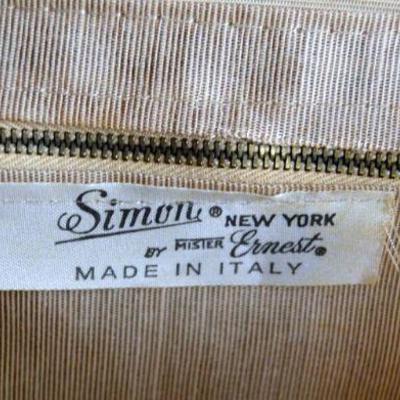 Simon® NEW YORK
BY MISTER Ernest®
MADE IN ITALY